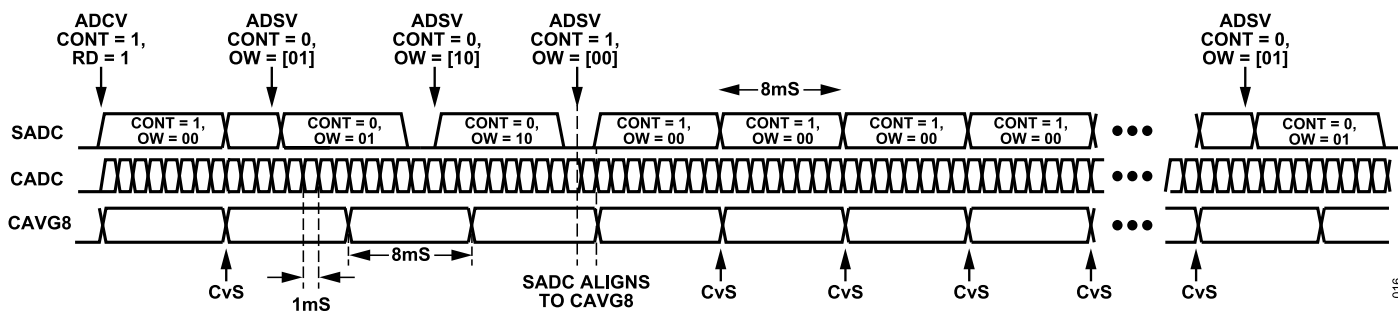 ADCV
CONT = 1,
RD = 1
ADSV
CONT = 0,
OW = [01]
ADSV
CONT = 0,
OW = [10]
ADSV
CONT = 1,
OW = [00]
ADSV
CONT = 0,
OW = [01]
8mS
SADC
CONT = 1,
OW = 00
CONT = 0,
OW = 01
CONT = 0,
OW = 10
CONT = 1,
OW = 00
CONT = 1,
OW = 00
CONT = 1,
OW = 00
CONT = 1,
OW = 00
CONT = 0,
OW = 01
CADC
CAVG8
8mS
CvS
1mS
SADC ALIGNS
TO CAVG8
CvS
CvS
CvS
CvS
CvS
016